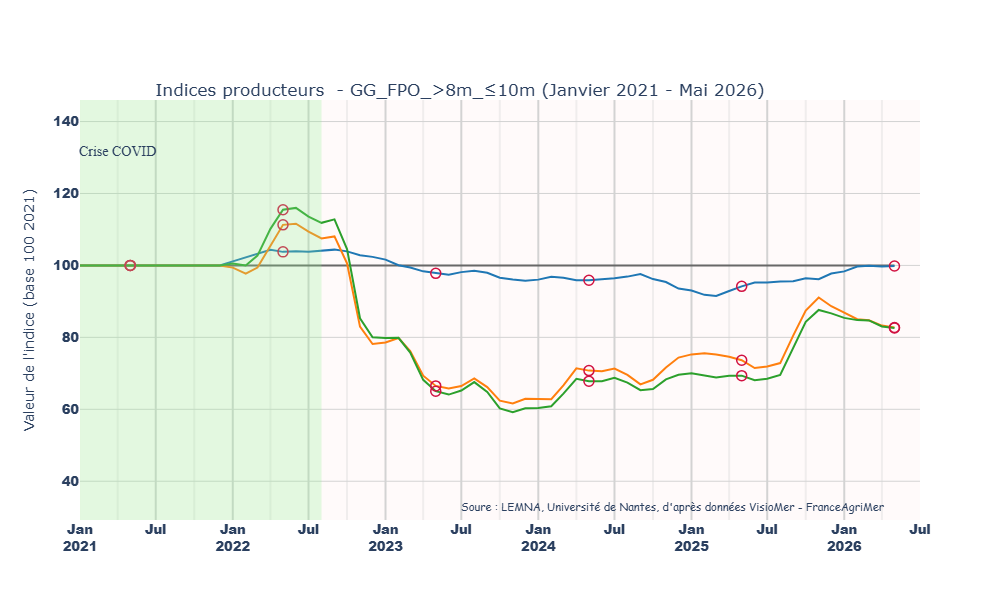 Indices producteurs - GG_FPO_>8m_≤10m (Janvier 2021 - Mai 2026)
Valeur de l'indice (base 100 2021)
140
120
100
80
60
40
Crise COVID
Soure : LEMNA, Université de Nantes, d'après données VisioMer - FranceAgriMer
Jan Jul Jan Jul Jan Jul Jan Jul Jan Jul Jan Jul
2021 2022 2023 2024 2025 2026